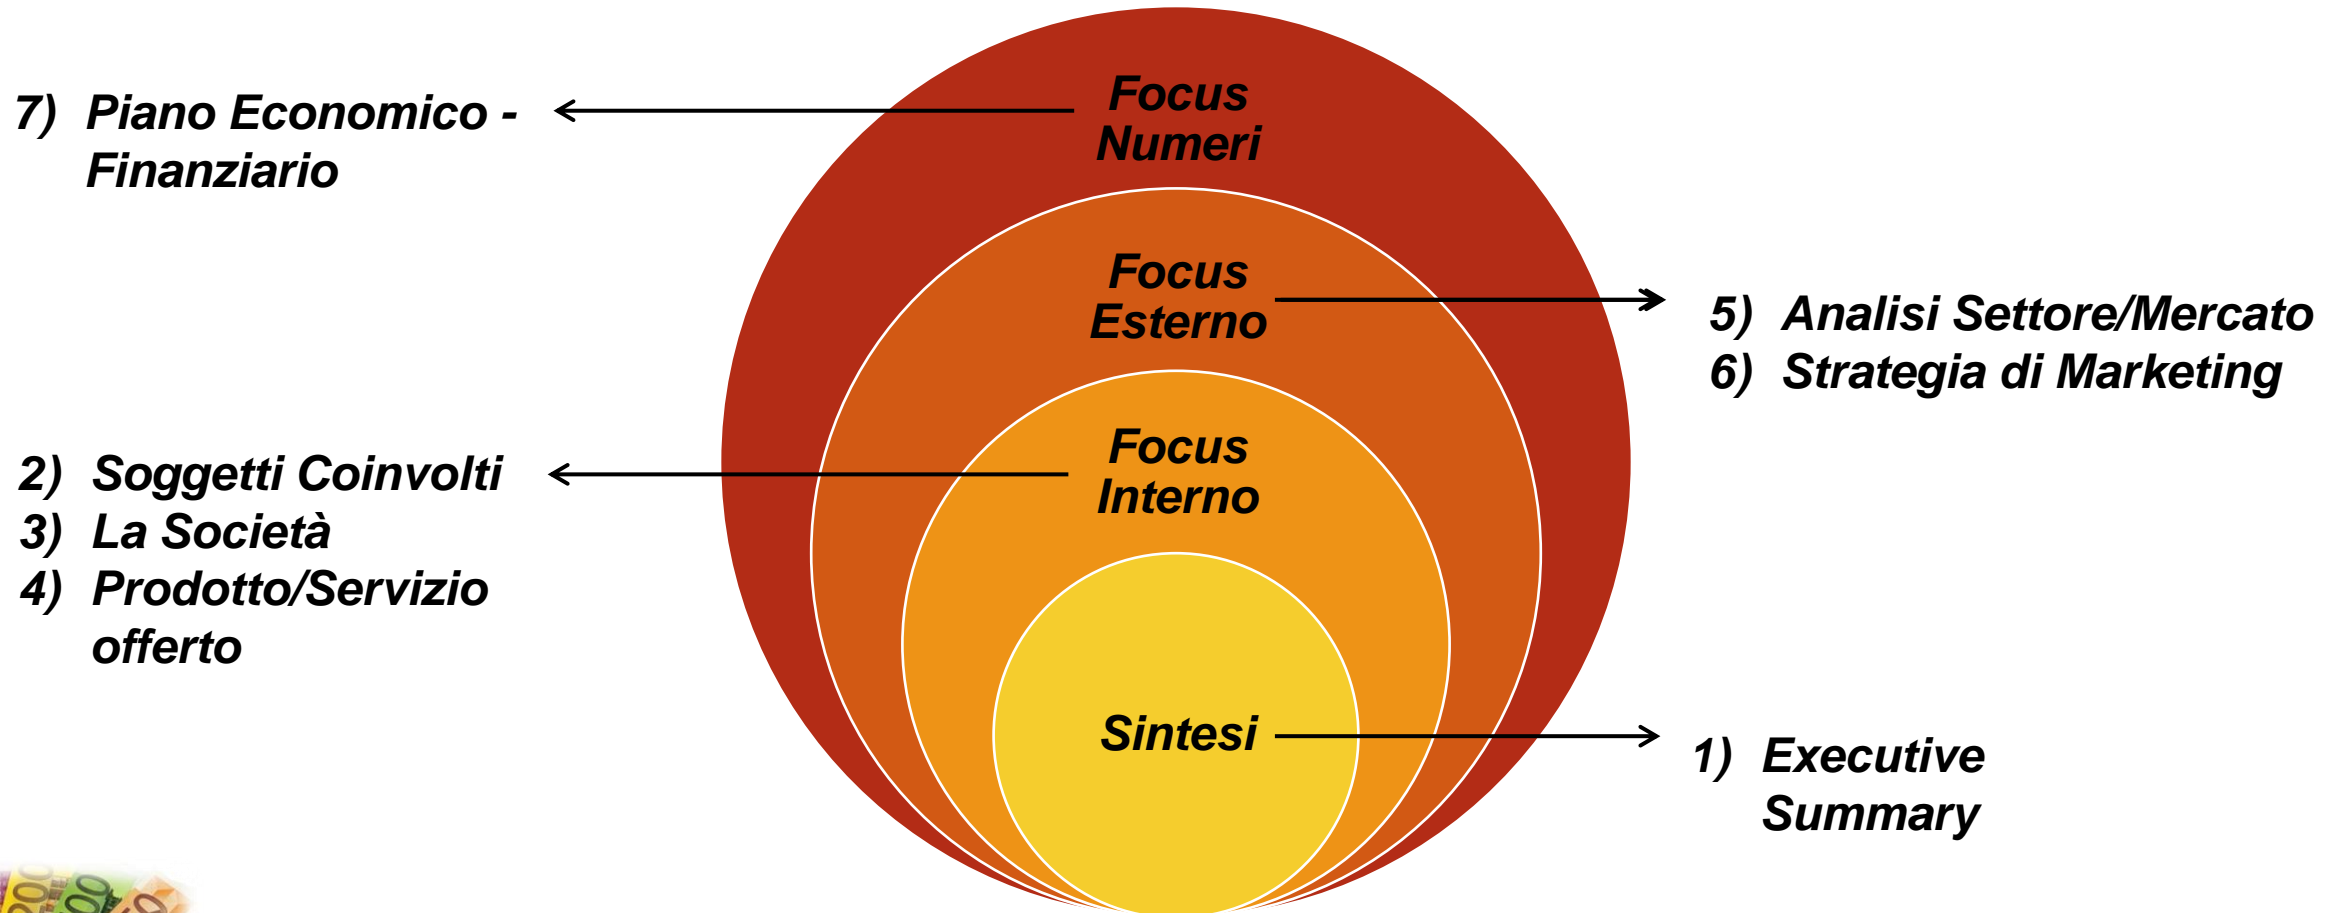 Focus
Numeri
7) Piano Economico -
Finanziario
Focus
Esterno
5) Analisi Settore/Mercato
6) Strategia di Marketing
Focus
Interno
2) Soggetti Coinvolti
3) La Società
4) Prodotto/Servizio
offerto
Sintesi
1) Executive
Summary